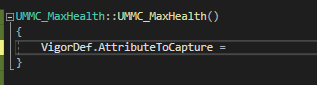 UMMC_MaxHealth::UMMC_MaxHealth()
{
VigorDef.AttributeToCapture =
}